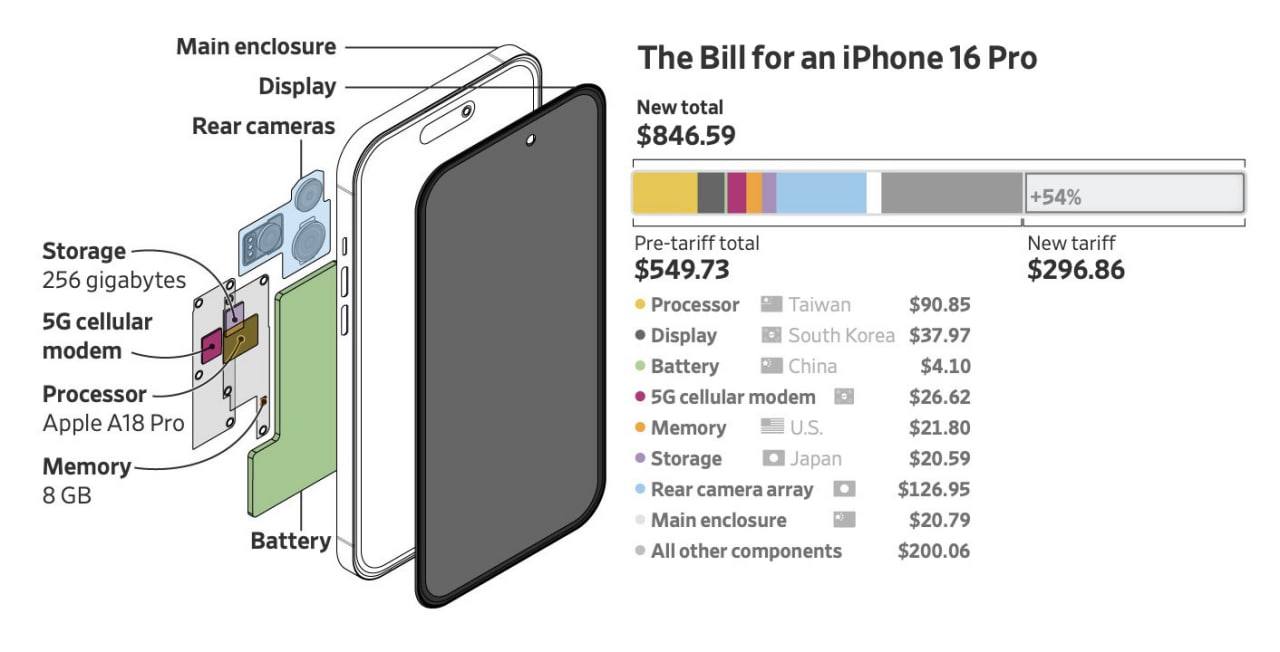 Main enclosure
Display
Rear cameras
Storage
256 gigabytes
5G cellular
modem
Processor
Apple A18 Pro
Memory
8 GB
Battery
The Bill for an iPhone 16 Pro
New total
$846.59
+54%
Pre-tariff total
$549.73
New tariff
$296.86
Processor Taiwan $90.85
Display South Korea $37.97
Battery China $4.10
5G cellular modem $26.62
Memory U.S. $21.80
Storage Japan $20.59
Rear camera array $126.95
Main enclosure $20.79
All other components $200.06